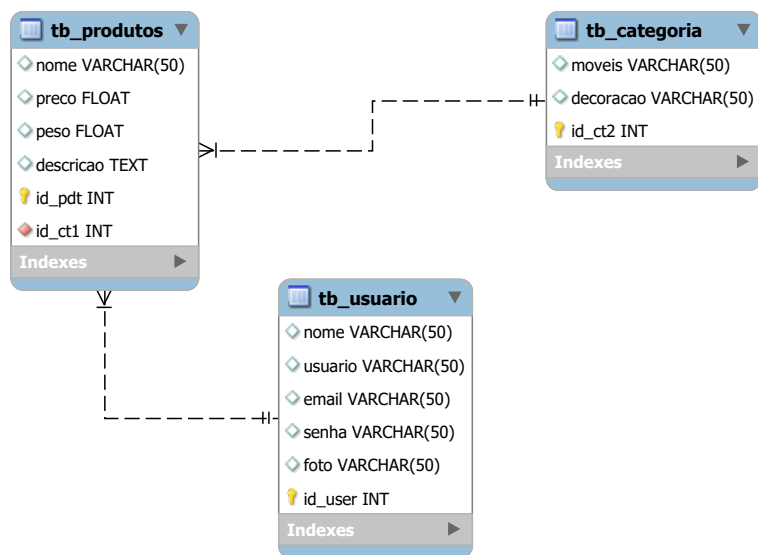 tb_produtos
nome VARCHAR(50)
preco FLOAT
peso FLOAT
descricao TEXT
id_pdt INT
id_ct1 INT
Indexes
tb_categoria
moveis VARCHAR(50)
decoracao VARCHAR(50)
id_ct2 INT
Indexes
tb_usuario
nome VARCHAR(50)
usuario VARCHAR(50)
email VARCHAR(50)
senha VARCHAR(50)
foto VARCHAR(50)
id_user INT
Indexes